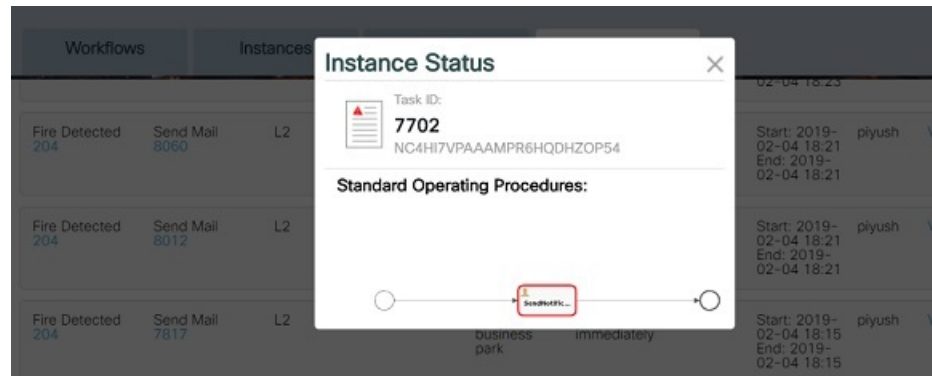 Workflows
Instances
Instance Status
02-04 18:23
Task ID:
7702
NC4HI7VPAAAMPR6HQDHZOP54
Standard Operating Procedures:
SendNotific...
Fire Detected
204
Send Mail
8060
L2
Start: 2019-
02-04 18:21
End: 2019-
02-04 18:21
piyush
Fire Detected
204
Send Mail
8012
L2
Start: 2019-
02-04 18:21
End: 2019-
02-04 18:21
piyush
Fire Detected
204
Send Mail
7817
L2
business
park
immediately
Start: 2019-
02-04 18:15
End: 2019-
02-04 18:15
piyush